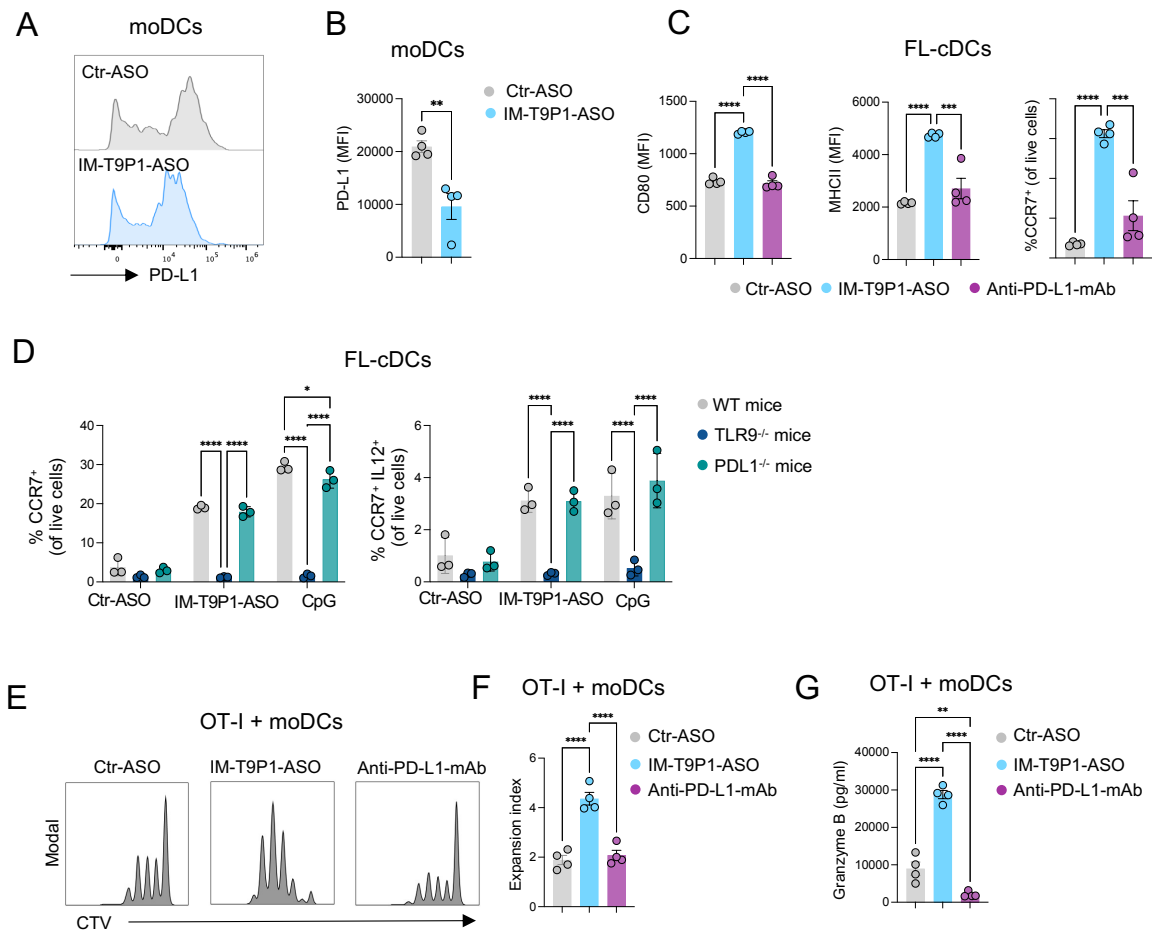 A
moDCs
Ctr-ASO
IM-T9P1-ASO
0
10⁴
10⁵
10⁶
PD-L1
B
moDCs
Ctr-ASO
IM-T9P1-ASO
**
PD-L1 (MFI)
30000
20000
10000
0
C
FL-cDCs
CD80 (MFI)
1500
1000
500
0
****
****
MHCII (MFI)
6000
4000
2000
0
****
***
%CCR7⁺ (of live cells)
****
***
Ctr-ASO
IM-T9P1-ASO
Anti-PD-L1-mAb
D
FL-cDCs
% CCR7⁺
(of live cells)
40
30
20
10
0
****
****
*
****
****
Ctr-ASO
IM-T9P1-ASO
CpG
% CCR7⁺ IL12⁺
(of live cells)
6
4
2
0
****
****
****
****
Ctr-ASO
IM-T9P1-ASO
CpG
WT mice
TLR9⁻/⁻ mice
PDL1⁻/⁻ mice
E
OT-I + moDCs
Ctr-ASO
IM-T9P1-ASO
Anti-PD-L1-mAb
Modal
CTV
F
OT-I + moDCs
Expansion index
6
4
2
0
****
****
Ctr-ASO
IM-T9P1-ASO
Anti-PD-L1-mAb
G
OT-I + moDCs
Granzyme B (pg/ml)
40000
30000
20000
10000
0
**
****
****
Ctr-ASO
IM-T9P1-ASO
Anti-PD-L1-mAb